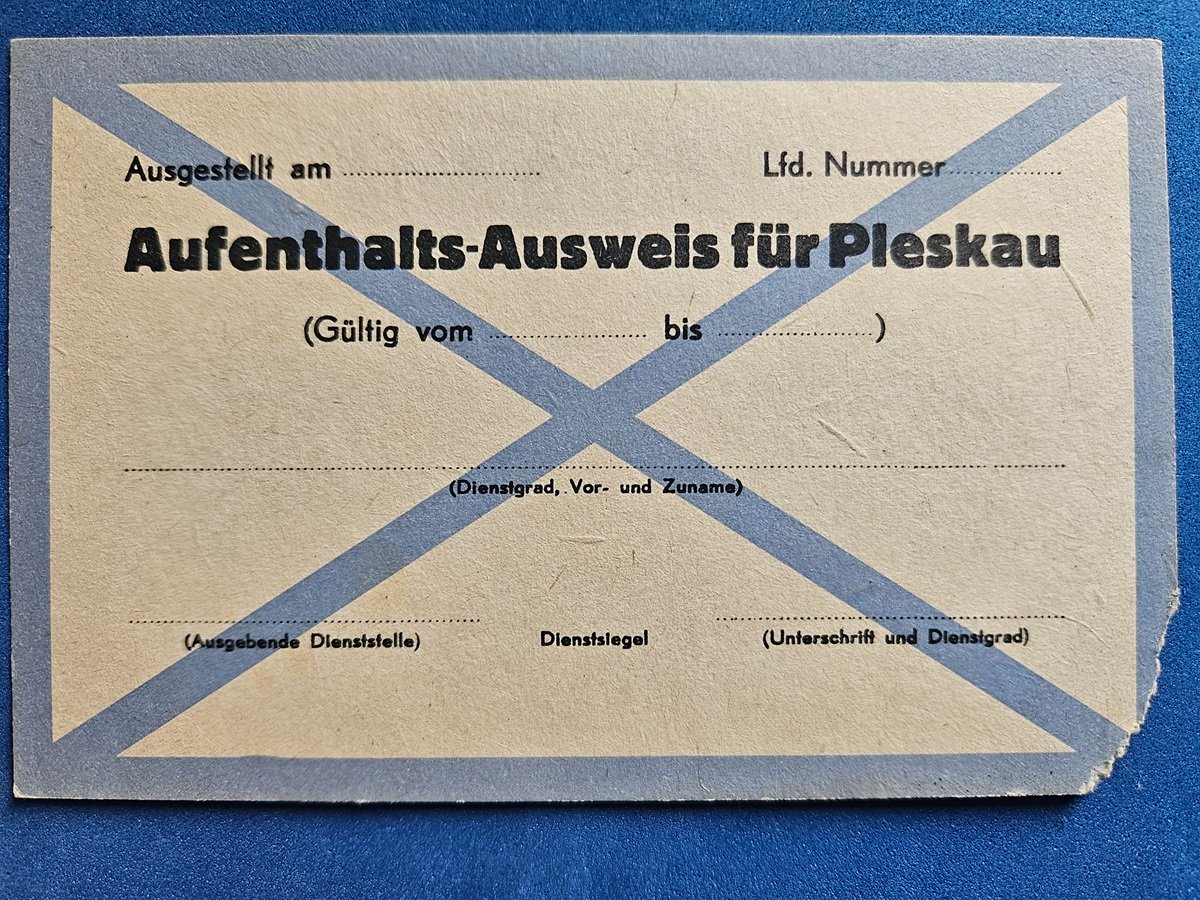 Ausgestellt am ........................ Lfd. Nummer ................
Aufenthalts-Ausweis für Pleskau
(Gültig vom .................... bis ....................)
(Dienstgrad, Vor- und Zuname)
(Ausgebende Dienststelle) Dienstsiegel (Unterschrift und Dienstgrad)